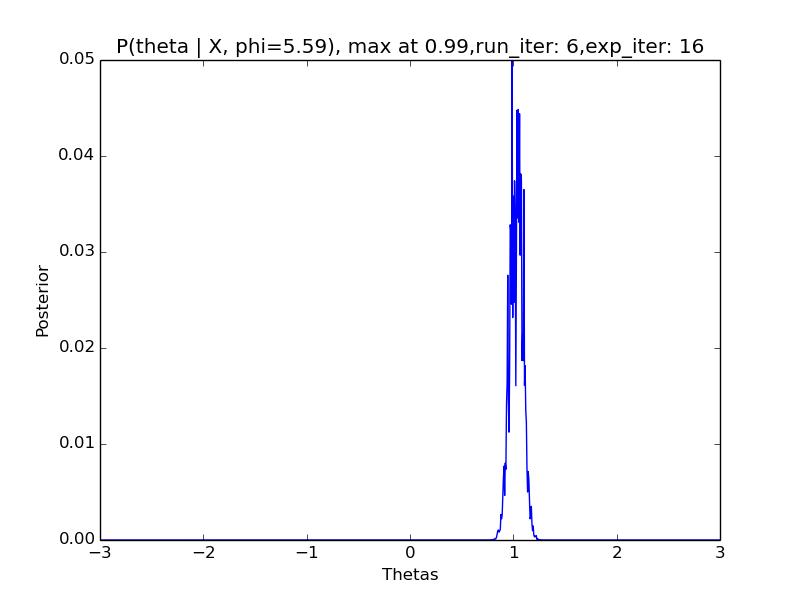 P(theta | X, phi=5.59), max at 0.99,run_iter: 6,exp_iter: 16
0.05
0.04
0.03
0.02
0.01
0.00
Posterior
−3 −2 −1 0 1 2 3
Thetas